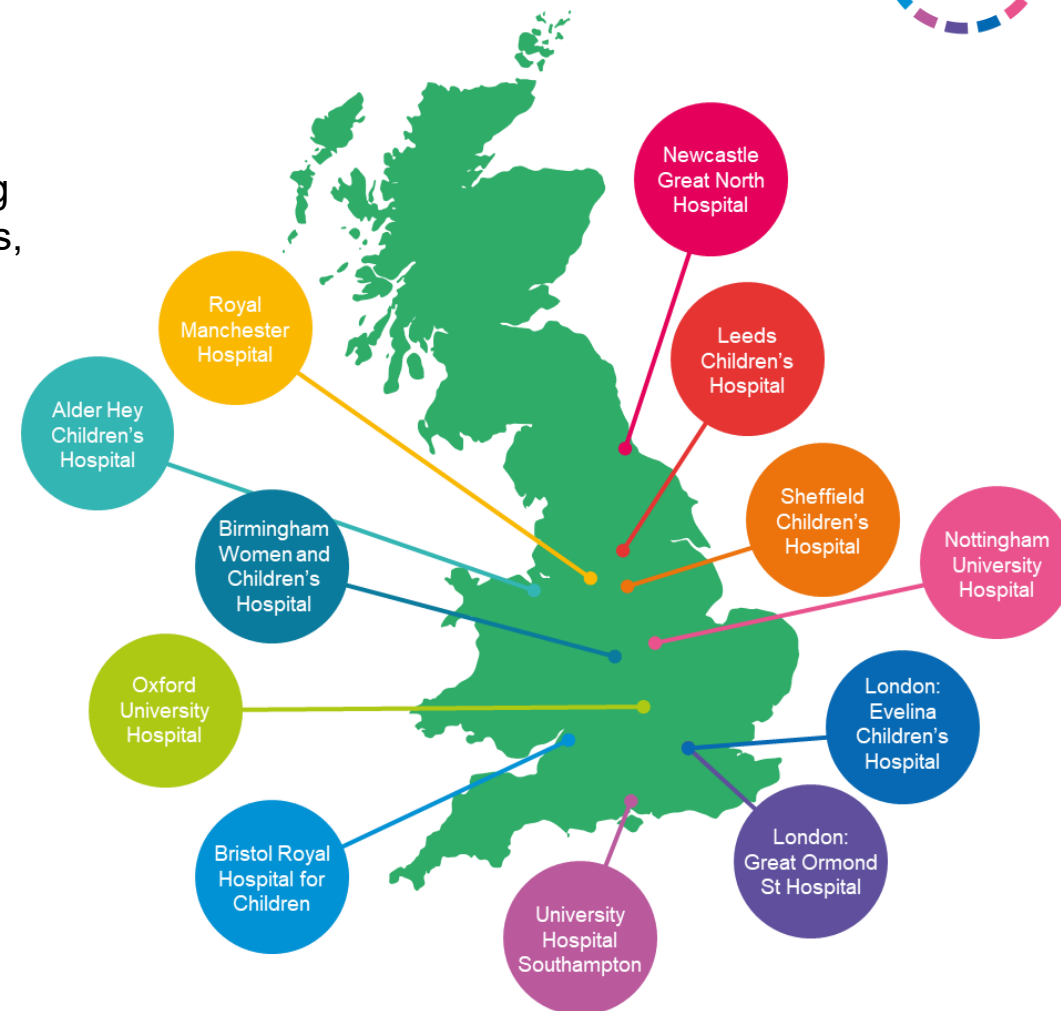 g
s,
Newcastle
Great North
Hospital
Royal
Manchester
Hospital
Leeds
Children’s
Hospital
Alder Hey
Children’s
Hospital
Sheffield
Children’s
Hospital
Birmingham
Women and
Children’s
Hospital
Nottingham
University
Hospital
Oxford
University
Hospital
London:
Evelina
Children’s
Hospital
Bristol Royal
Hospital for
Children
London:
Great Ormond
St Hospital
University
Hospital
Southampton